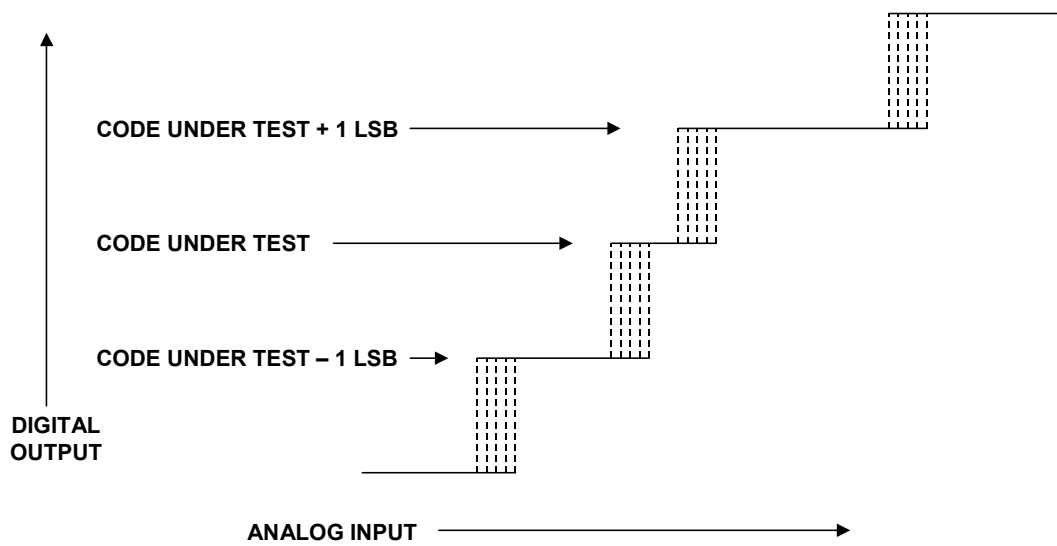 CODE UNDER TEST + 1 LSB
CODE UNDER TEST
CODE UNDER TEST – 1 LSB
DIGITAL
OUTPUT
ANALOG INPUT